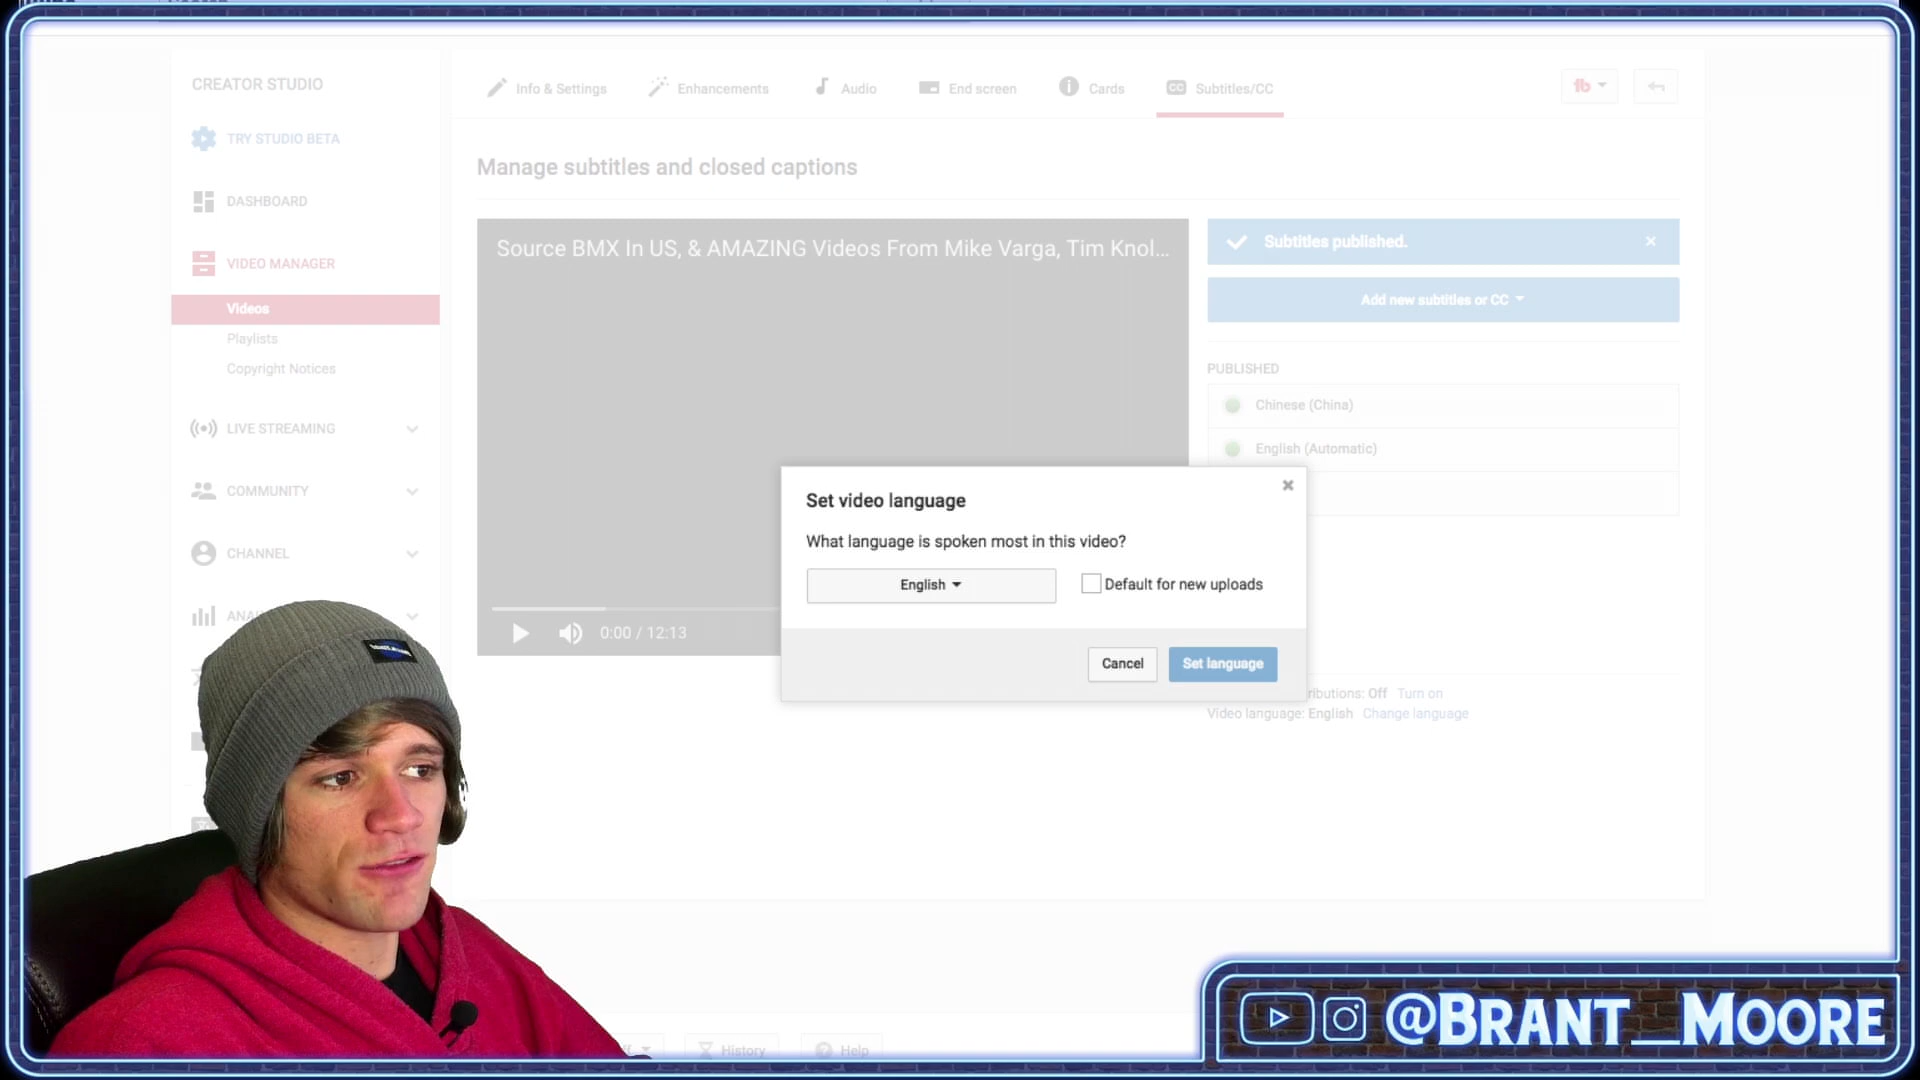 CREATOR STUDIO
Info & Settings
Enhancements
Audio
End screen
Cards
CC Subtitles/CC
tb
TRY STUDIO BETA
Manage subtitles and closed captions
DASHBOARD
Source BMX In US, & AMAZING Videos From Mike Varga, Tim Knol...
Subtitles published.
VIDEO MANAGER
Add new subtitles or CC
Videos
Playlists
Copyright Notices
PUBLISHED
Chinese (China)
English (Automatic)
LIVE STREAMING
COMMUNITY
CHANNEL
Set video language
What language is spoken most in this video?
English
Default for new uploads
0:00 / 12:13
Cancel
Set language
ributions: Off Turn on
Video language: English Change language
History
Help
@BRANT_MOORE